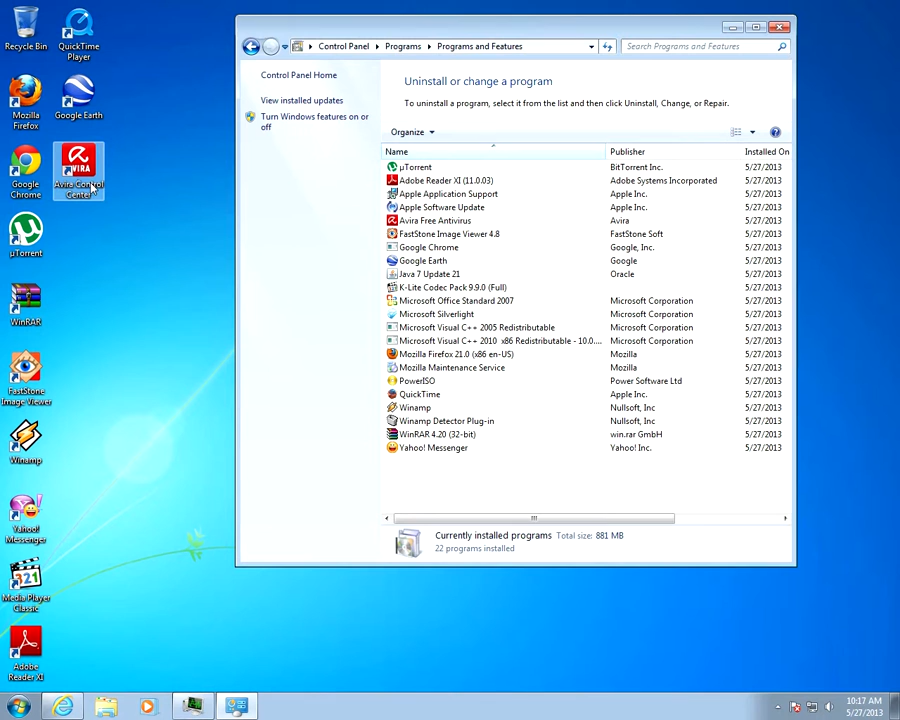 Recycle Bin
QuickTime
Player
Mozilla
Firefox
Google Earth
Google
Chrome
AVIRA
Avira Control
Center
µTorrent
WinRAR
FastStone
Image Viewer
Winamp
Yahoo!
Messenger
321
Media Player
Classic
Adobe
Reader XI
Control Panel
Programs
Programs and Features
Search Programs and Features
Control Panel Home
View installed updates
Turn Windows features on or
off
Uninstall or change a program
To uninstall a program, select it from the list and then click Uninstall, Change, or Repair.
Organize
Name Publisher Installed On
µTorrent BitTorrent Inc. 5/27/2013
Adobe Reader XI (11.0.03) Adobe Systems Incorporated 5/27/2013
Apple Application Support Apple Inc. 5/27/2013
Apple Software Update Apple Inc. 5/27/2013
Avira Free Antivirus Avira 5/27/2013
FastStone Image Viewer 4.8 FastStone Soft 5/27/2013
Google Chrome Google, Inc. 5/27/2013
Google Earth Google 5/27/2013
Java 7 Update 21 Oracle 5/27/2013
K-Lite Codec Pack 9.9.0 (Full) 5/27/2013
Microsoft Office Standard 2007 Microsoft Corporation 5/27/2013
Microsoft Silverlight Microsoft Corporation 5/27/2013
Microsoft Visual C++ 2005 Redistributable Microsoft Corporation 5/27/2013
Microsoft Visual C++ 2010 x86 Redistributable - 10.0.... Microsoft Corporation 5/27/2013
Mozilla Firefox 21.0 (x86 en-US) Mozilla 5/27/2013
Mozilla Maintenance Service Mozilla 5/27/2013
PowerISO Power Software Ltd 5/27/2013
QuickTime Apple Inc. 5/27/2013
Winamp Nullsoft, Inc 5/27/2013
Winamp Detector Plug-in Nullsoft, Inc 5/27/2013
WinRAR 4.20 (32-bit) win.rar GmbH 5/27/2013
Yahoo! Messenger Yahoo! Inc. 5/27/2013
Currently installed programs Total size: 881 MB
22 programs installed
10:17 AM
5/27/2013